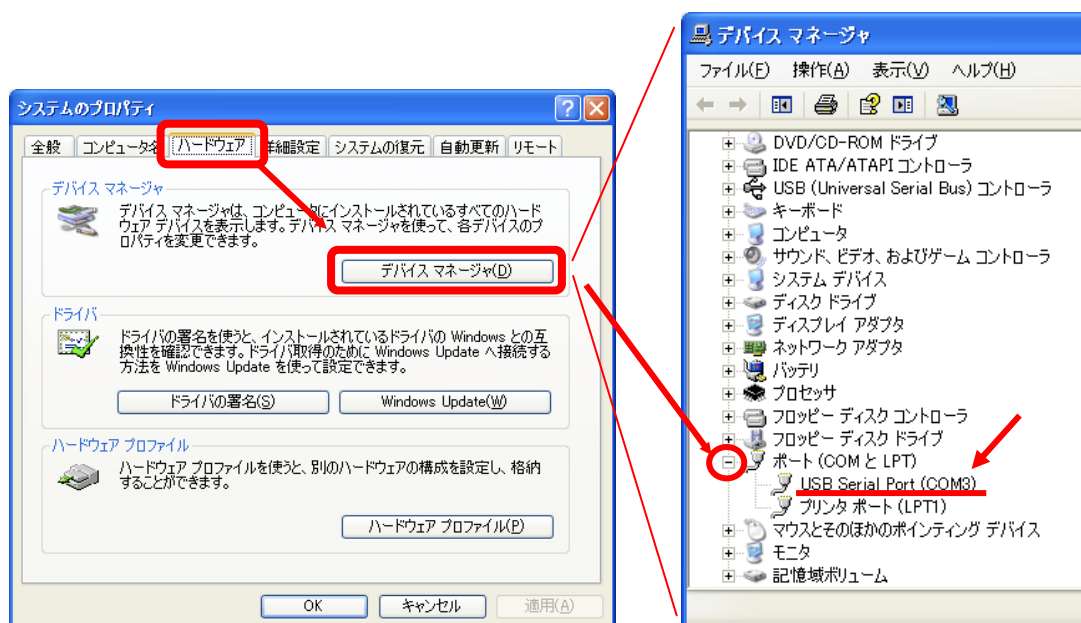 システムのプロパティ
全般 コンピュータ名 ハードウェア 詳細設定 システムの復元 自動更新 リモート
デバイス マネージャ
デバイス マネージャは、コンピュータにインストールされているすべてのハード
ウェア デバイスを表示します。デバイス マネージャを使って、各デバイスのプ
ロパティを変更できます。
デバイス マネージャ(D)
ドライバ
ドライバの署名を使うと、インストールされているドライバの Windows との互
換性を確認できます。ドライバ取得のために Windows Update へ接続する
方法を Windows Update を使って設定できます。
ドライバの署名(S) Windows Update(W)
ハードウェア プロファイル
ハードウェア プロファイルを使うと、別のハードウェアの構成を設定し、格納
することができます。
ハードウェア プロファイル(P)
OK キャンセル 適用(A)
デバイス マネージャ
ファイル(F) 操作(A) 表示(V) ヘルプ(H)
DVD/CD-ROM ドライブ
IDE ATA/ATAPI コントローラ
USB (Universal Serial Bus) コントローラ
キーボード
コンピュータ
サウンド、ビデオ、およびゲーム コントローラ
システム デバイス
ディスク ドライブ
ディスプレイ アダプタ
ネットワーク アダプタ
バッテリ
プロセッサ
フロッピー ディスク コントローラ
フロッピー ディスク ドライブ
ポート (COM と LPT)
USB Serial Port (COM3)
プリンタ ポート (LPT1)
マウスとそのほかのポインティング デバイス
モニタ
記憶域ボリューム